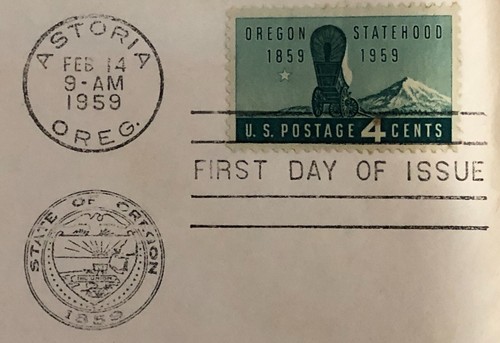 ASTORIA
FEB 14
9-AM
1959
OREG.
OREGON STATEHOOD
1859 1959
U.S. POSTAGE 4 CENTS
FIRST DAY OF ISSUE
STATE OF OREGON
1859